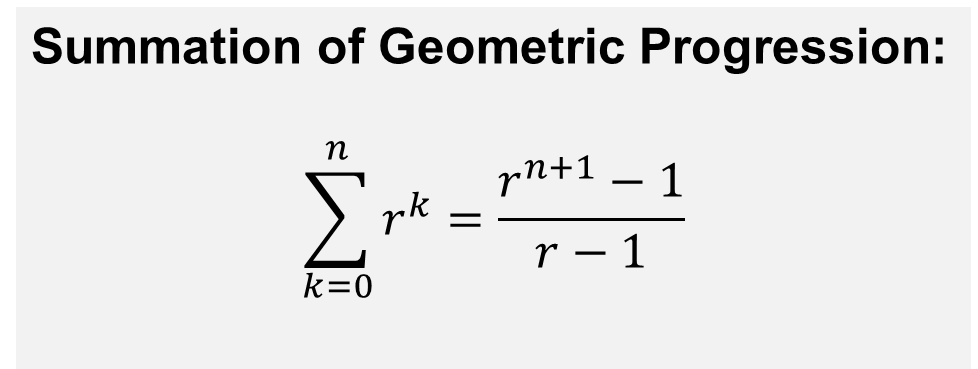 Summation of Geometric Progression:
n
∑ r^k = (r^{n+1} − 1) / (r − 1)
k=0